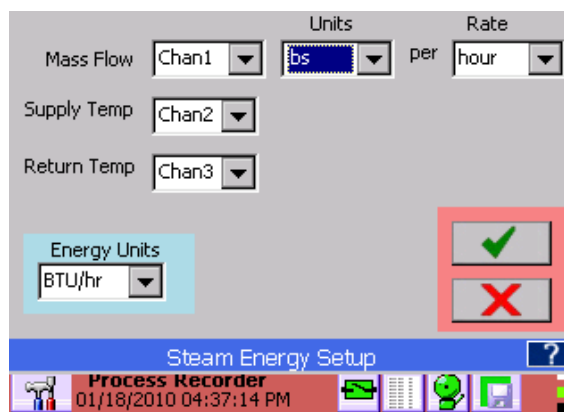 Units Rate
Mass Flow Chan1 bs per hour
Supply Temp Chan2
Return Temp Chan3
Energy Units
BTU/hr
Steam Energy Setup ?
Process Recorder
01/18/2010 04:37:14 PM